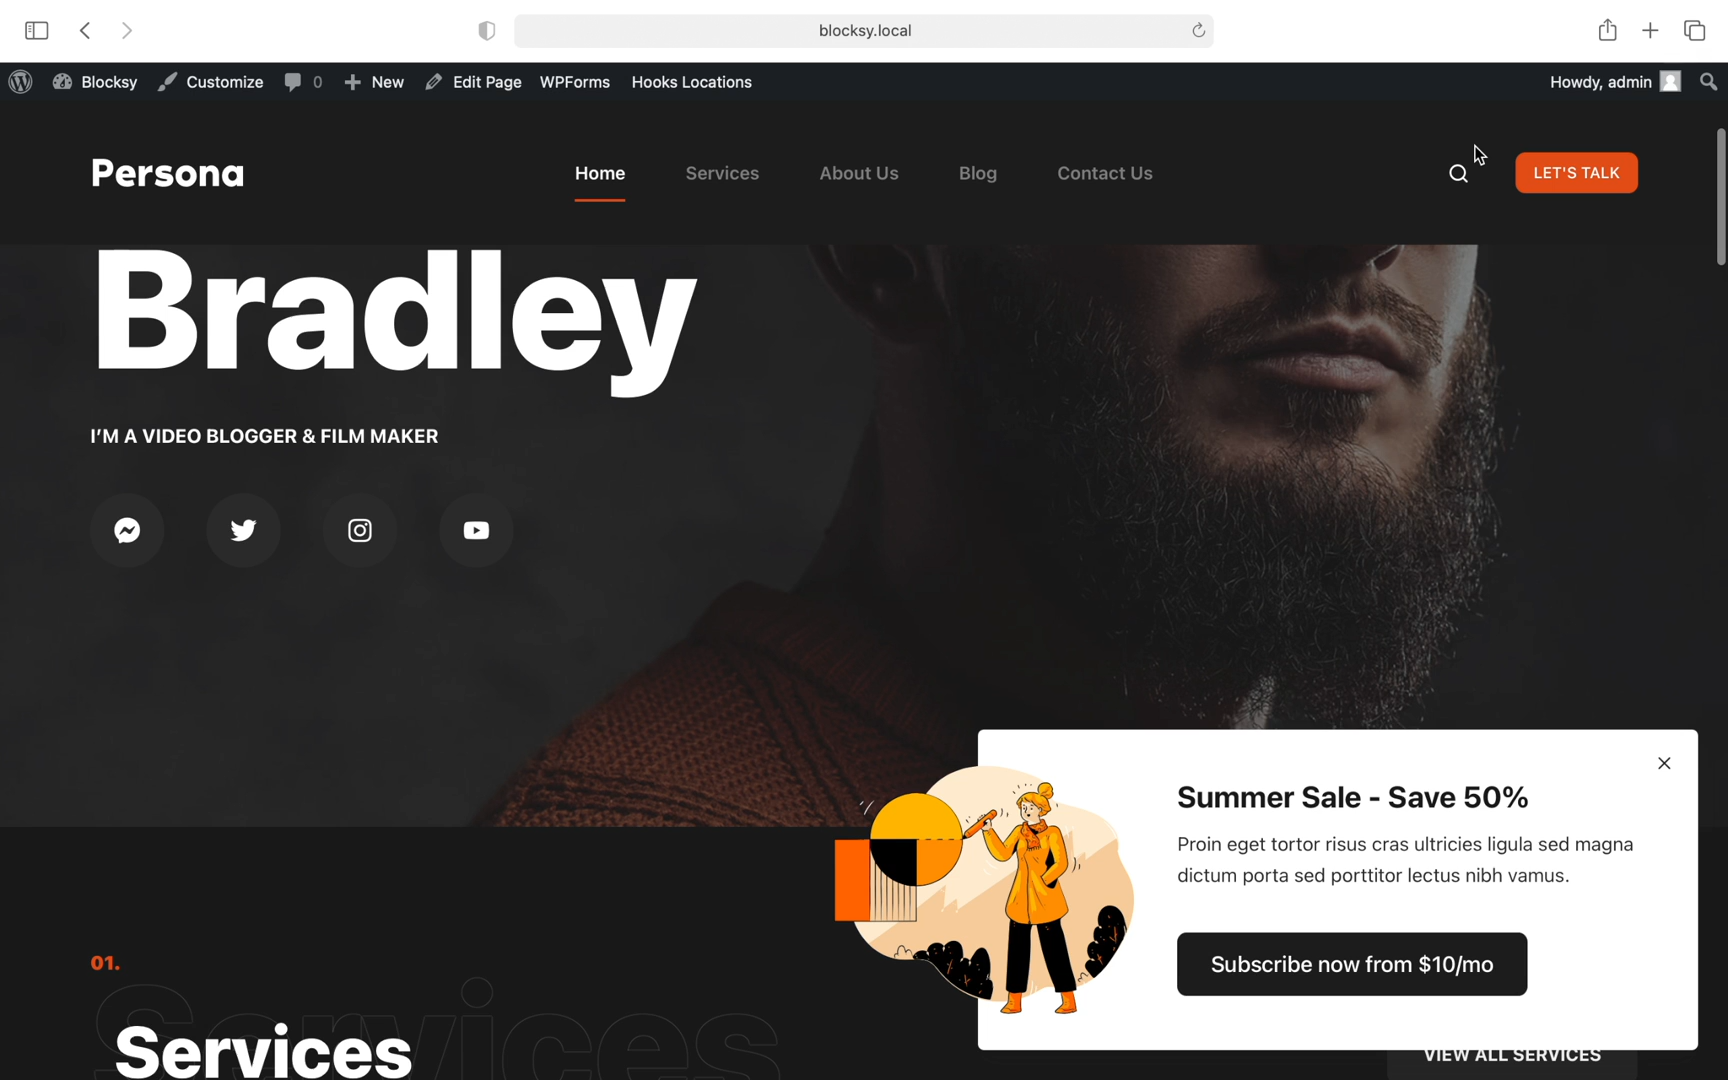 blocksy.local
Blocksy Customize 0 New Edit Page WPForms Hooks Locations Howdy, admin
Persona Home Services About Us Blog Contact Us LET'S TALK
Bradley
I'M A VIDEO BLOGGER & FILM MAKER
Summer Sale - Save 50%
Proin eget tortor risus cras ultricies ligula sed magna
dictum porta sed porttitor lectus nibh vamus.
Subscribe now from $10/mo
01.
Services
Services
VIEW ALL SERVICES